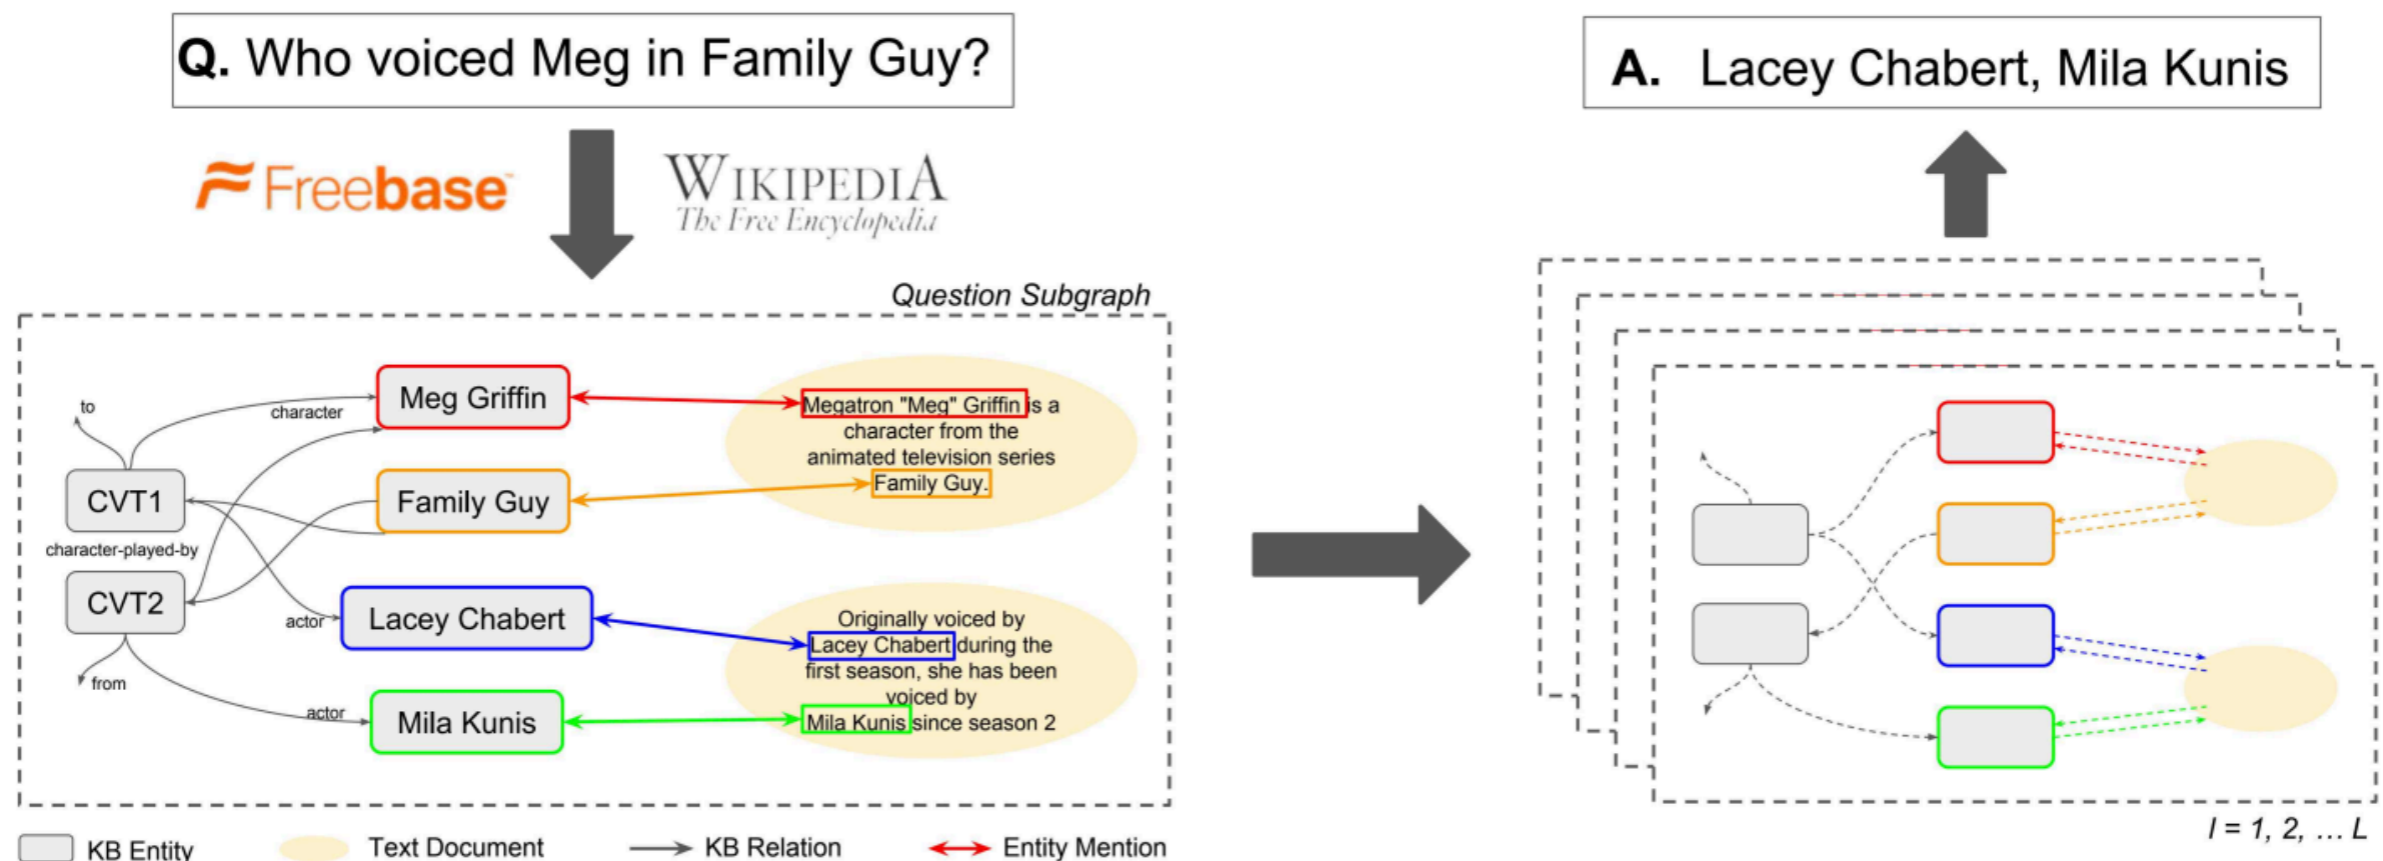 Q. Who voiced Meg in Family Guy?
A. Lacey Chabert, Mila Kunis
Freebase™
WIKIPEDIA
The Free Encyclopedia
Question Subgraph
to
character
Meg Griffin
CVT1
Family Guy
character-played-by
CVT2
actor
Lacey Chabert
from
actor
Mila Kunis
Megatron "Meg" Griffin is a
character from the
animated television series
Family Guy.
Originally voiced by
Lacey Chabert during the
first season, she has been
voiced by
Mila Kunis since season 2
l = 1, 2, ... L
KB Entity
Text Document
KB Relation
Entity Mention